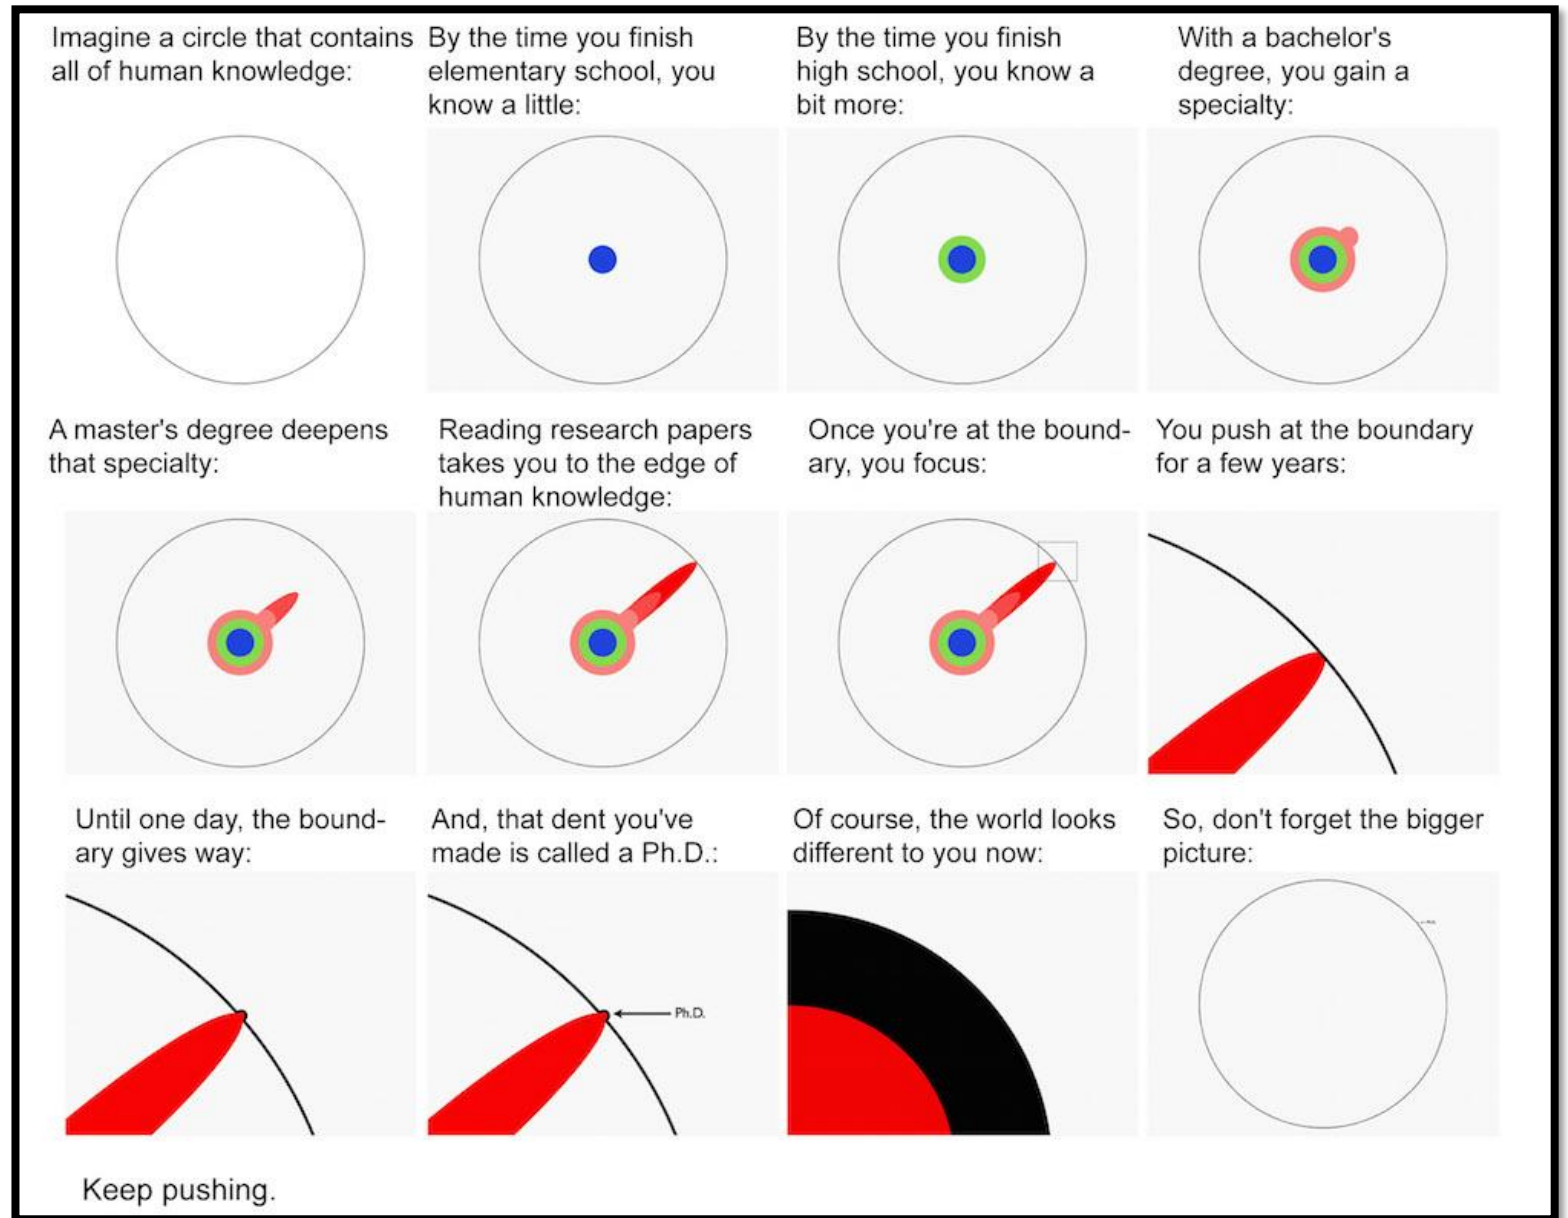 Imagine a circle that contains
all of human knowledge:
By the time you finish
elementary school, you
know a little:
By the time you finish
high school, you know a
bit more:
With a bachelor's
degree, you gain a
specialty:
A master's degree deepens
that specialty:
Reading research papers
takes you to the edge of
human knowledge:
Once you're at the bound-
ary, you focus:
You push at the boundary
for a few years:
Until one day, the bound-
ary gives way:
And, that dent you've
made is called a Ph.D.:
Ph.D.
Of course, the world looks
different to you now:
So, don't forget the bigger
picture:
Keep pushing.